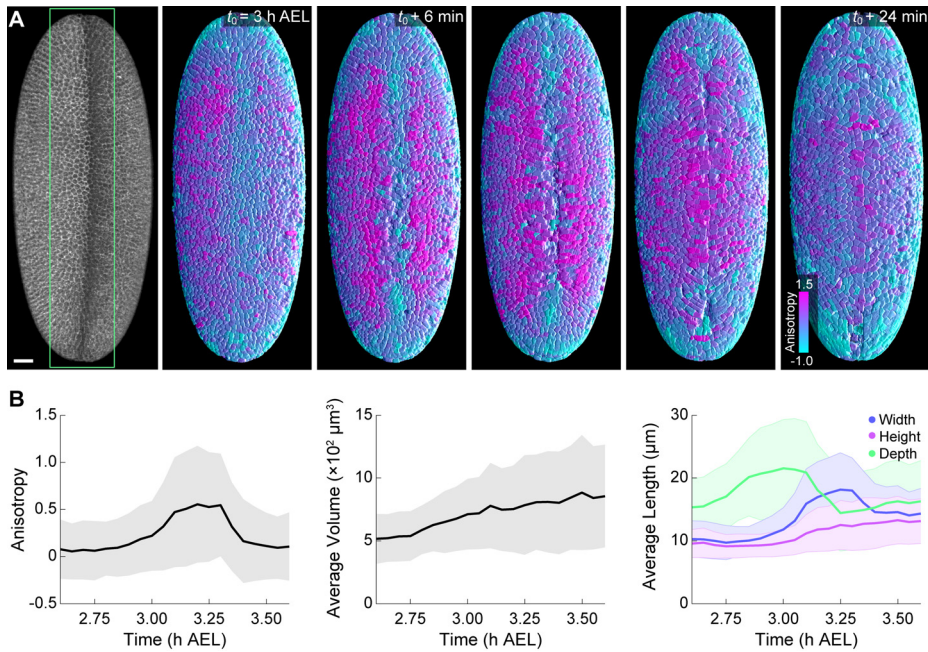 A
t₀ = 3 h AEL
t₀ + 6 min
t₀ + 24 min
Anisotropy
1.5
-1.0
B
1.5
1.0
0.5
0
-0.5
Anisotropy
2.75
3.00
3.25
3.50
Time (h AEL)
15
10
5
0
Average Volume (×10² μm³)
2.75
3.00
3.25
3.50
Time (h AEL)
30
20
10
0
Average Length (μm)
Width
Height
Depth
2.75
3.00
3.25
3.50
Time (h AEL)